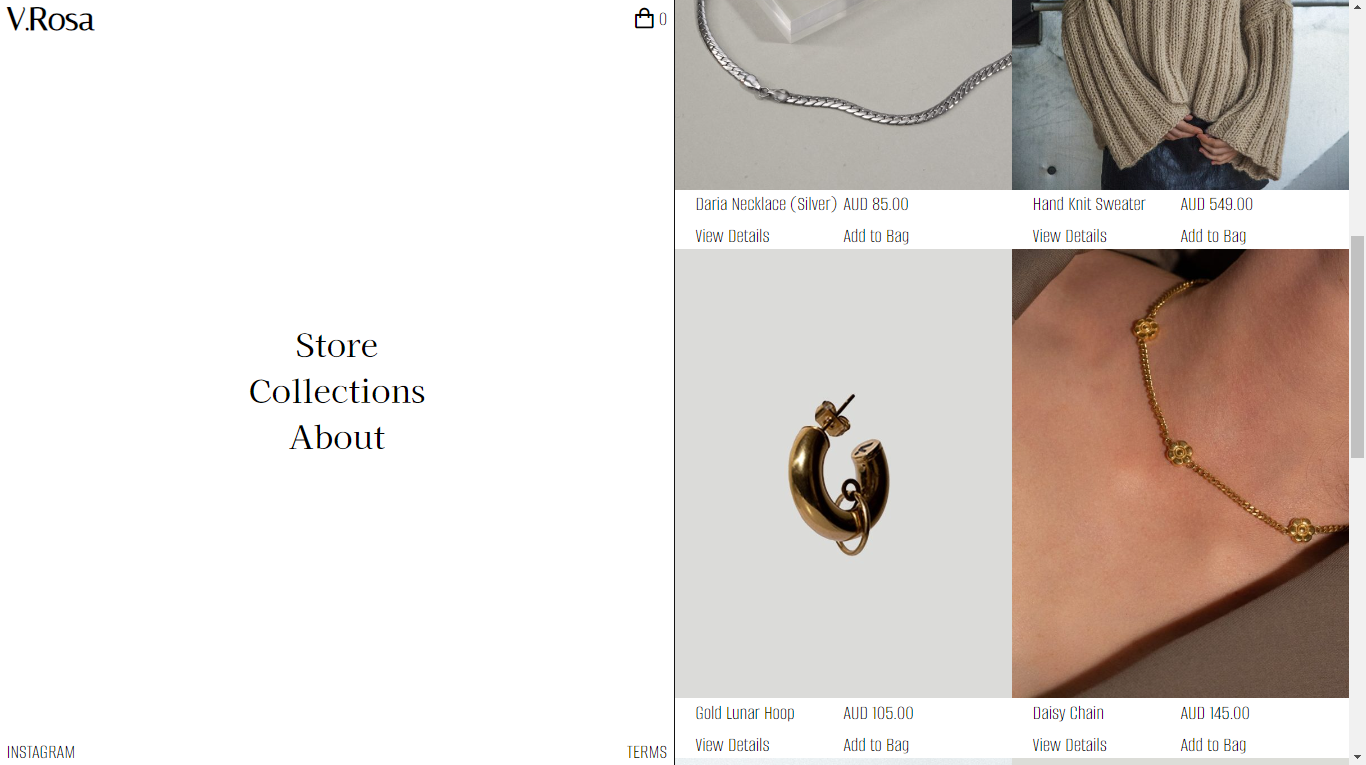 V.Rosa
0
Store
Collections
About
INSTAGRAM
TERMS
Daria Necklace (Silver) AUD 85.00
View Details Add to Bag
Hand Knit Sweater AUD 549.00
View Details Add to Bag
Gold Lunar Hoop AUD 105.00
View Details Add to Bag
Daisy Chain AUD 145.00
View Details Add to Bag